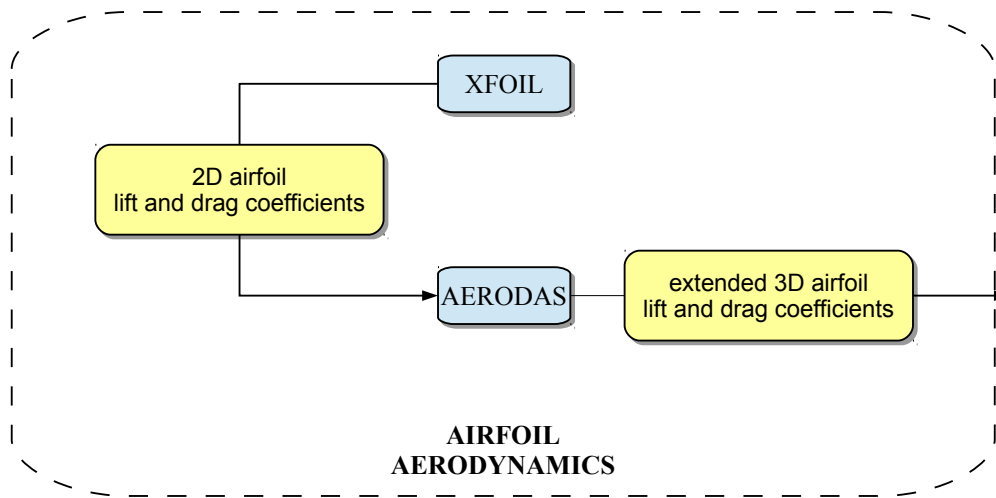 XFOIL
2D airfoil
lift and drag coefficients
AERODAS
extended 3D airfoil
lift and drag coefficients
AIRFOIL
AERODYNAMICS